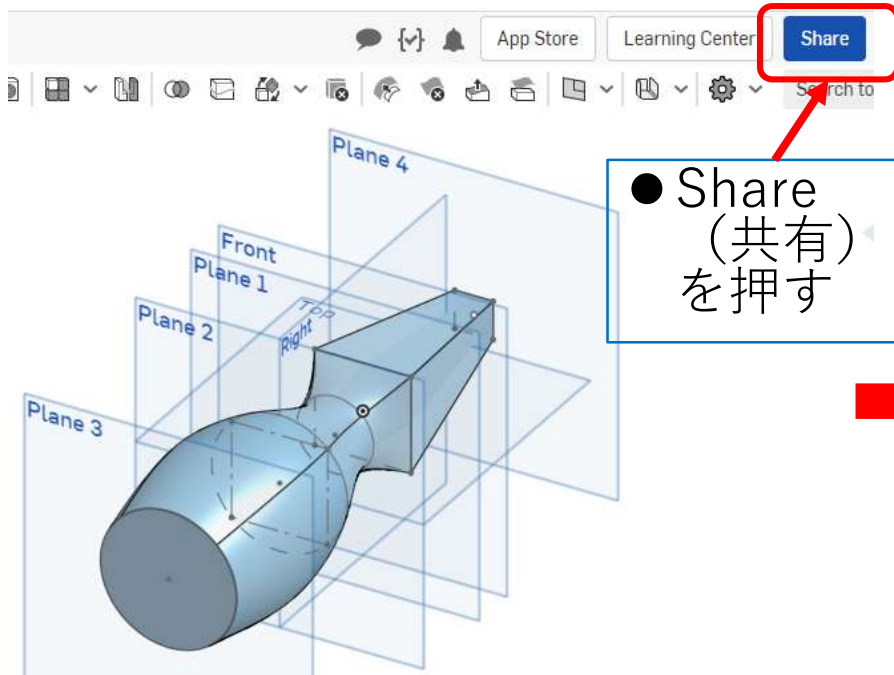 App Store
Learning Center
Share
Plane 4
● Share
（共有）
を押す
Front
Plane 1
Top
Plane 2
Right
Plane 3